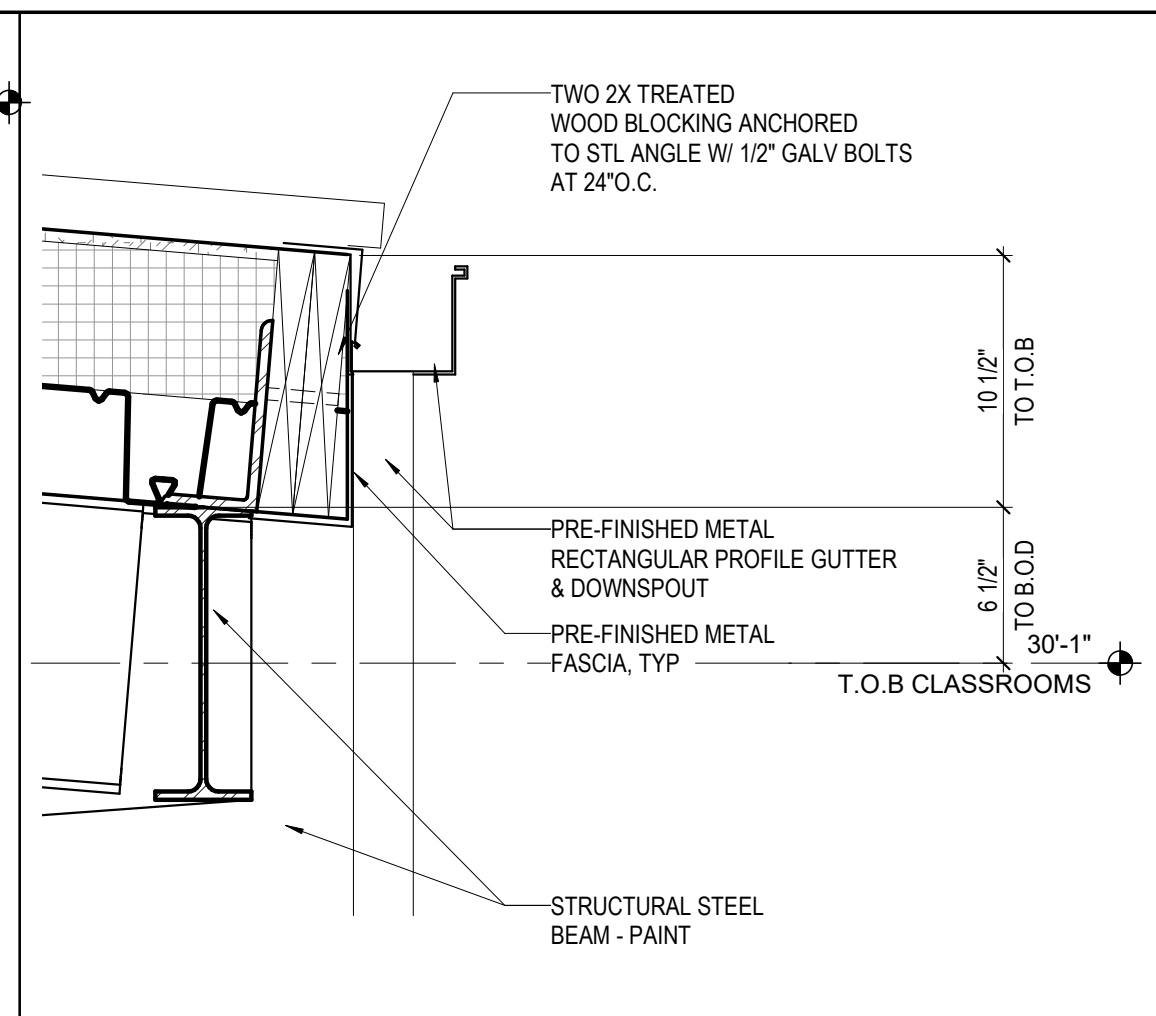 TWO 2X TREATED
WOOD BLOCKING ANCHORED
TO STL ANGLE W/ 1/2" GALV BOLTS
AT 24"O.C.
10 1/2"
TO T.O.B
PRE-FINISHED METAL
RECTANGULAR PROFILE GUTTER
& DOWNSPOUT
6 1/2"
TO B.O.D
PRE-FINISHED METAL
FASCIA, TYP
30'-1"
T.O.B CLASSROOMS
STRUCTURAL STEEL
BEAM - PAINT